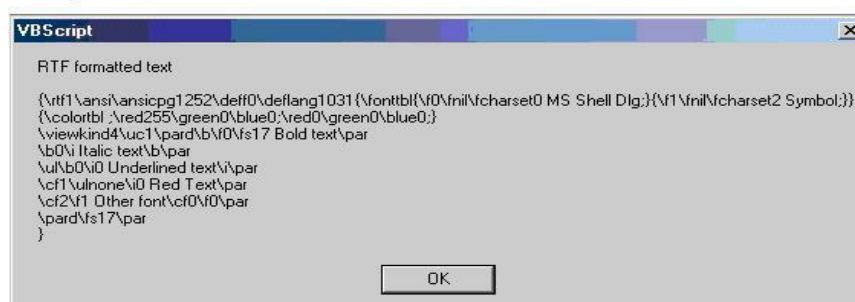 VBScript
RTF formatted text
{\rtf1\ansi\ansicpg1252\deff0\deflang1031{\fonttbl{\f0\fnil\fcharset0 MS Shell Dlg;}{\f1\fnil\fcharset2 Symbol;}}
{\colortbl ;\red255\green0\blue0;\red0\green0\blue0;}
\viewkind4\uc1\pard\b\f0\fs17 Bold text\par
\b0\i Italic text\b\par
\ul\b0\i0 Underlined text\i\par
\cf1\ulnone\i0 Red Text\par
\cf2\f1 Other font\cf0\f0\par
\pard\fs17\par
}
OK